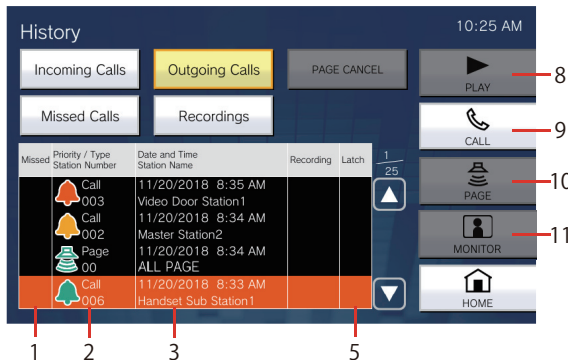 History
10:25 AM
Incoming Calls
Outgoing Calls
PAGE CANCEL
PLAY
8
Missed Calls
Recordings
CALL
9
Missed
Priority / Type
Station Number
Date and Time
Station Name
Recording
Latch
1
25
Call
11/20/2018 8:35 AM
003
Video Door Station1
PAGE
10
Call
11/20/2018 8:34 AM
002
Master Station2
Page
11/20/2018 8:34 AM
00
ALL PAGE
MONITOR
11
Call
11/20/2018 8:33 AM
006
Handset Sub Station1
HOME
1
2
3
5